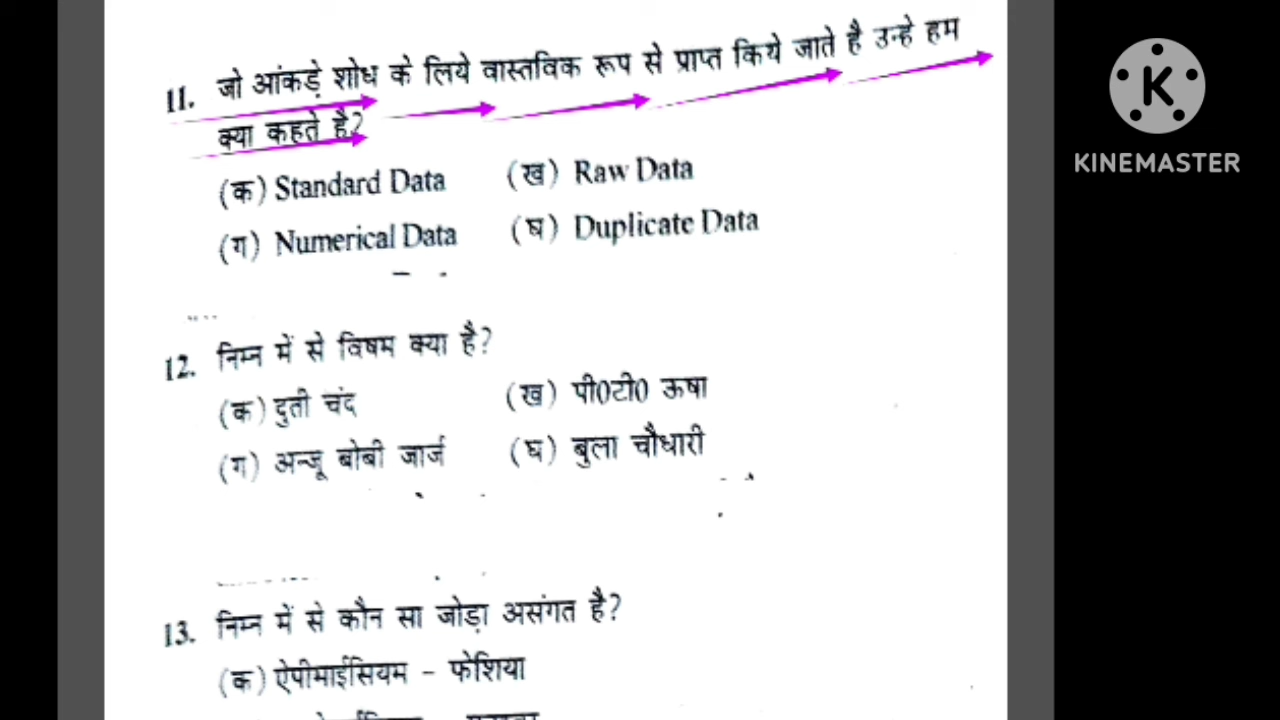 11. जो आंकड़े शोध के लिये वास्तविक रूप से प्राप्त किये जाते है उन्हे हम
क्या कहते है?
(क) Standard Data (ख) Raw Data
(ग) Numerical Data (घ) Duplicate Data
12. निम्न में से विषम क्या है?
(क) दुती चंद (ख) पी0टी0 ऊषा
(ग) अन्जू बोबी जार्ज (घ) बुला चौधारी
13. निम्न में से कौन सा जोड़ा असंगत है?
(क) ऐपीमाईसियम - फेशिया
K
KINEMASTER